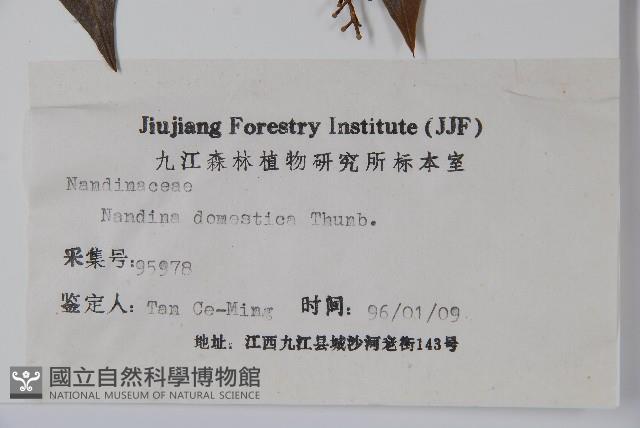 Jiujiang Forestry Institute (JJF)
九江森林植物研究所标本室
Nandinaceae
Nandina domestica Thunb.
采集号:95978
鉴定人: Tan Ce-Ming 时间: 96/01/09.
地址: 江西九江县城沙河老街143号
國立自然科學博物館
NATIONAL MUSEUM OF NATURAL SCIENCE